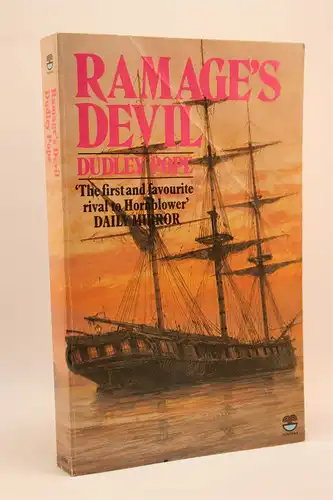 RAMAGE'S
DEVIL
DUDLEY POPE
'The first and favourite
rival to Hornblower'
DAILY MIRROR
Ramage's Devil
Dudley Pope